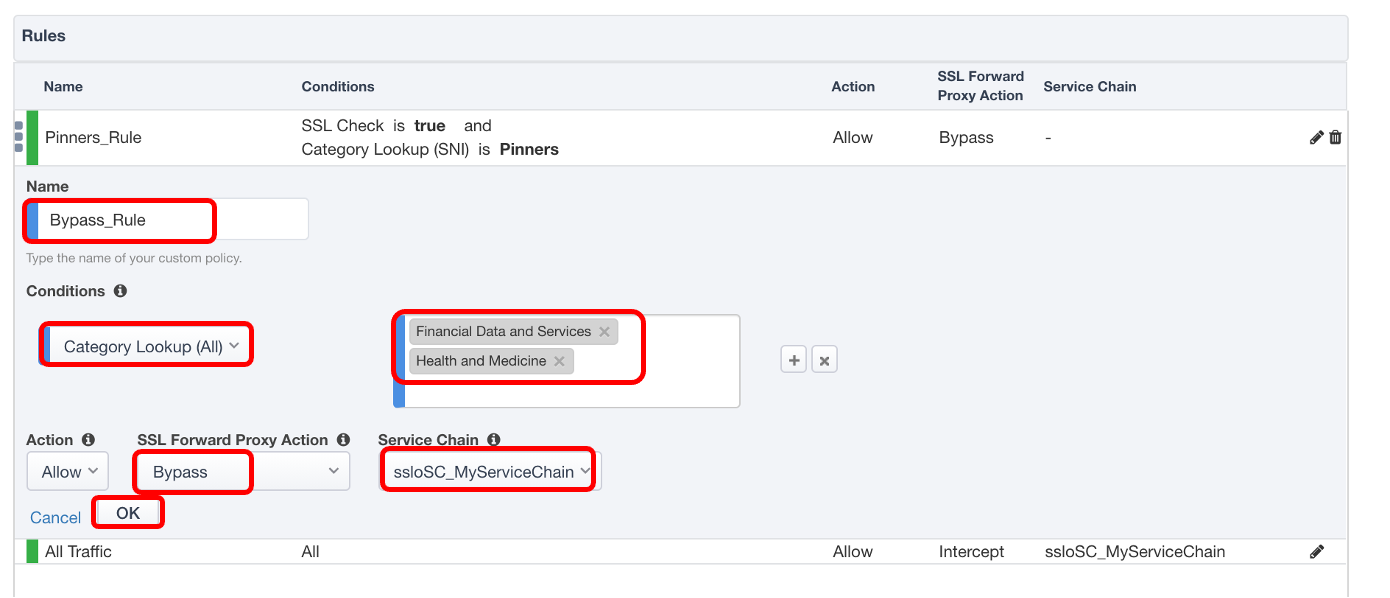 Rules
Name Conditions Action SSL Forward Proxy Action Service Chain
Pinners_Rule SSL Check is true and Allow Bypass -
Category Lookup (SNI) is Pinners
Name
Bypass_Rule
Type the name of your custom policy.
Conditions
Category Lookup (All)
Financial Data and Services
Health and Medicine
Action SSL Forward Proxy Action Service Chain
Allow Bypass ssloSC_MyServiceChain
Cancel OK
All Traffic All Allow Intercept ssloSC_MyServiceChain